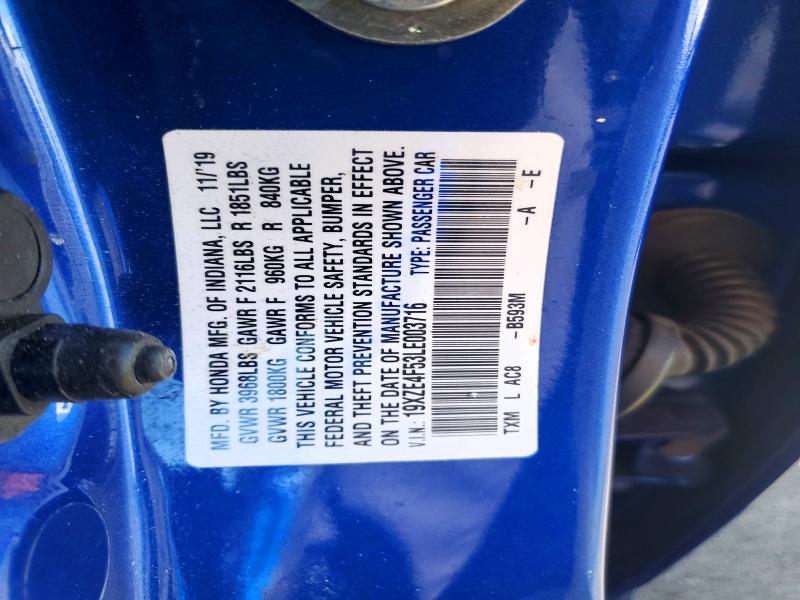 MFD. BY HONDA MFG. OF INDIANA, LLC 11/'19
GVWR 3968LBS GAWR F 2116LBS R 1851LBS
GVWR 1800KG GAWR F 960KG R 840KG
THIS VEHICLE CONFORMS TO ALL APPLICABLE
FEDERAL MOTOR VEHICLE SAFETY, BUMPER,
AND THEFT PREVENTION STANDARDS IN EFFECT
ON THE DATE OF MANUFACTURE SHOWN ABOVE.
V.I.N.: 19XZE4F53LE003716 TYPE: PASSENGER CAR
TXM L AC8 -B593M -A -E